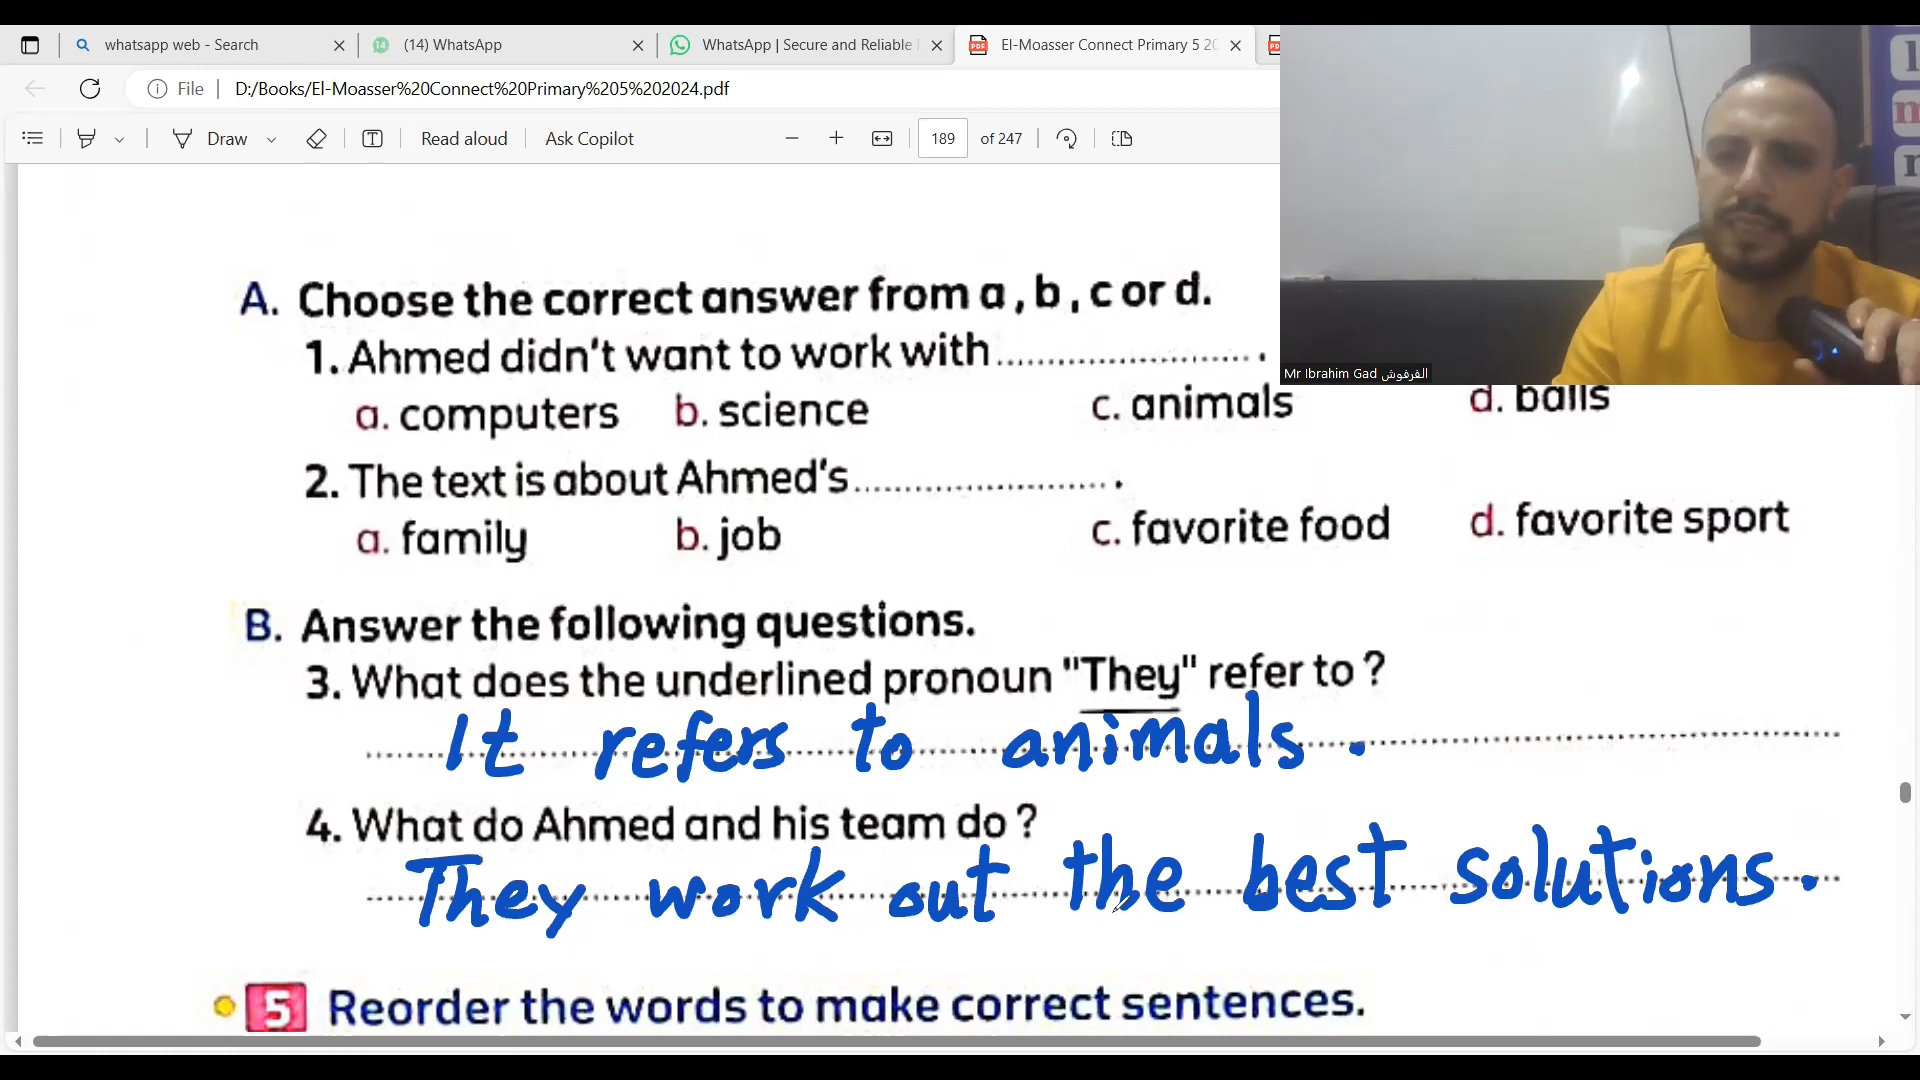 whatsapp web - Search
(14) WhatsApp
WhatsApp | Secure and Reliable
El-Moasser Connect Primary 5 20
File
D:/Books/El-Moasser%20Connect%20Primary%205%202024.pdf
Draw
Read aloud
Ask Copilot
189 of 247
A. Choose the correct answer from a , b , c or d.
1. Ahmed didn't want to work with ........................ .
Mr Ibrahim Gad الفرفوش
a. computers b. science c. animals d. balls
2. The text is about Ahmed's ........................ .
a. family b. job c. favorite food d. favorite sport
B. Answer the following questions.
3. What does the underlined pronoun "They" refer to ?
It refers to animals .
4. What do Ahmed and his team do ?
They work out the best solutions .
5 Reorder the words to make correct sentences.